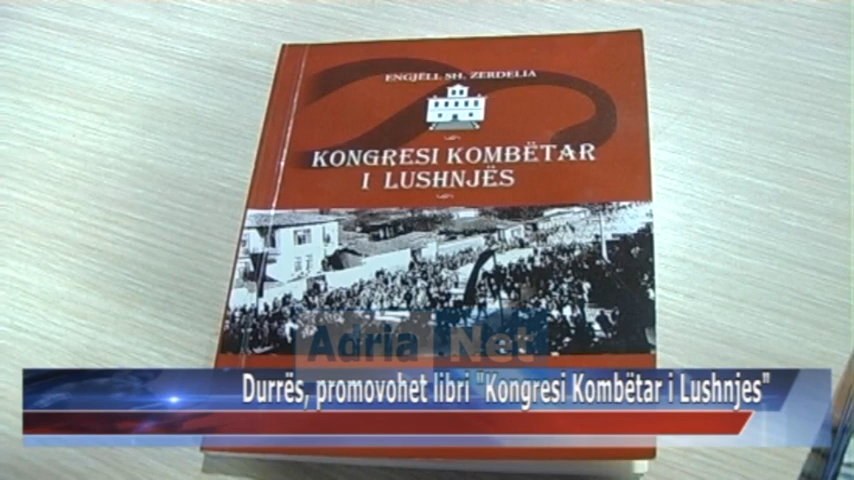 ENGJËLL SH. ZERDELIA
KONGRESI KOMBËTAR
I LUSHNJËS
Adria Net
Durrës, promovohet libri "Kongresi Kombëtar i Lushnjes"